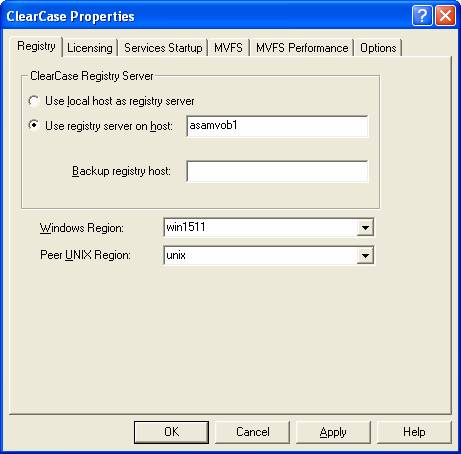 ClearCase Properties
Registry Licensing Services Startup MVFS MVFS Performance Options
ClearCase Registry Server
Use local host as registry server
Use registry server on host: asamvob1
Backup registry host:
Windows Region: win1511
Peer UNIX Region: unix
OK Cancel Apply Help